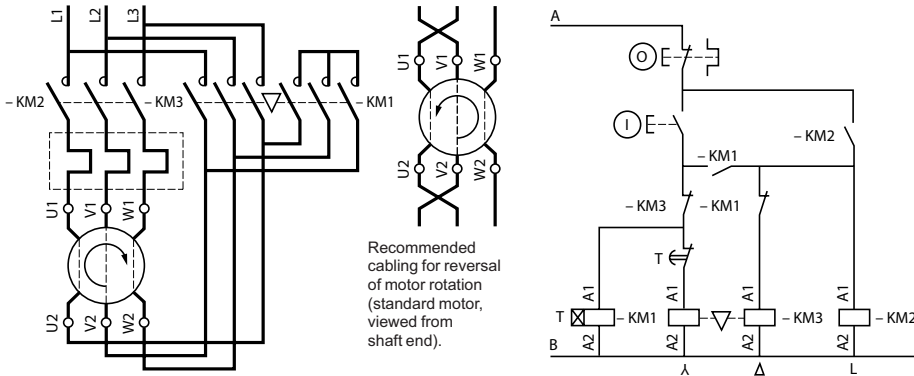 L1
L2
L3
– KM2
– KM3
– KM1
U1
V1
W1
U2
V2
W2
U1
V1
W1
U2
V2
W2
Recommended
cabling for reversal
of motor rotation
(standard motor,
viewed from
shaft end).
A
O
I
– KM2
– KM1
– KM3
– KM1
T
A1
A1
A1
A1
T
– KM1
– KM3
– KM2
A2
A2
A2
A2
B
⅄
Δ
L